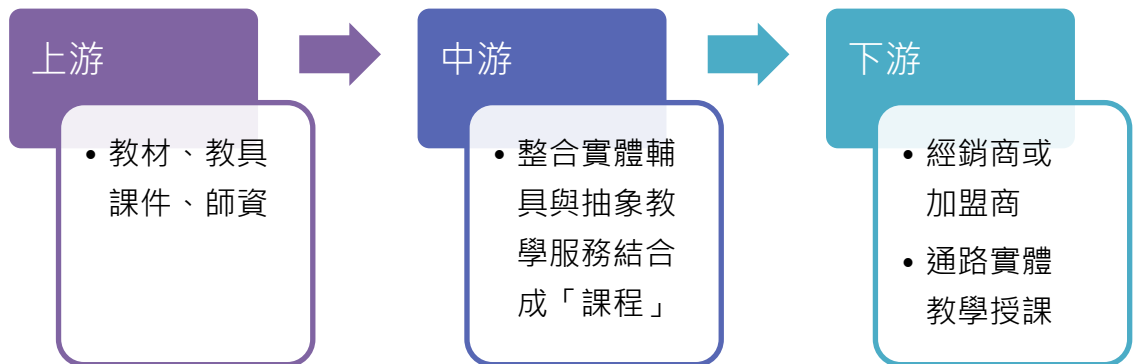 上游
• 教材、教具
課件、師資
中游
• 整合實體輔
具與抽象教
學服務結合
成「課程」
下游
• 經銷商或
加盟商
• 通路實體
教學授課